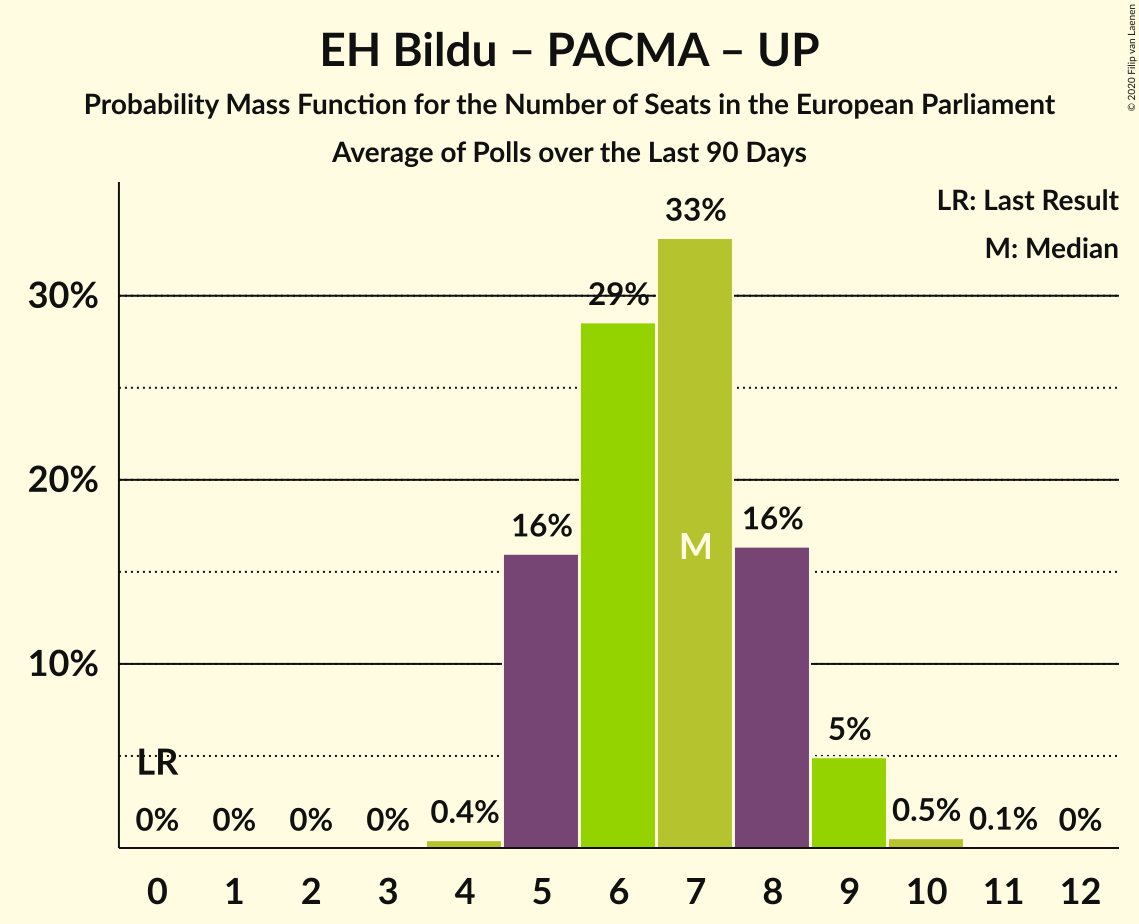 EH Bildu – PACMA – UP
Probability Mass Function for the Number of Seats in the European Parliament
Average of Polls over the Last 90 Days
© 2020 Filip van Laenen
LR: Last Result
M: Median
33%
30%
29%
20%
16%
16%
M
10%
5%
LR
0%
0%
0%
0%
0.4%
0.5%
0.1%
0%
0 1 2 3 4 5 6 7 8 9 10 11 12